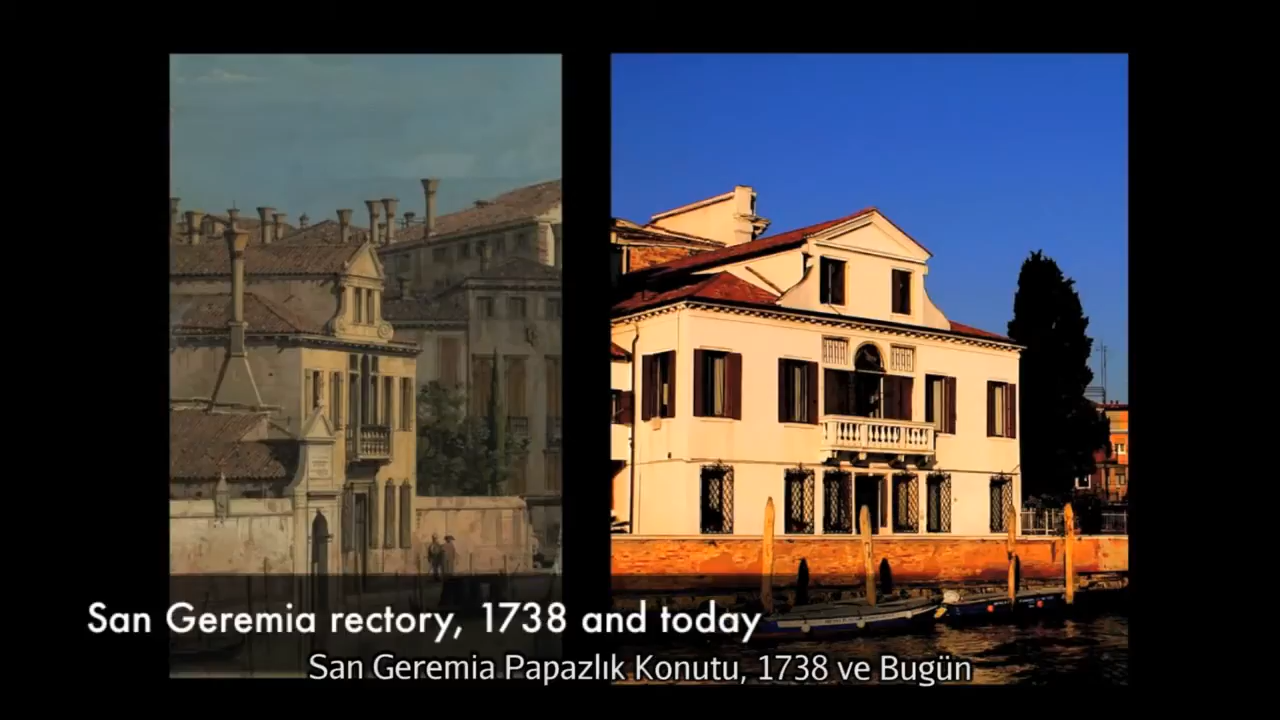 San Geremia rectory, 1738 and today
San Geremia Papazlık Konutu, 1738 ve Bugün